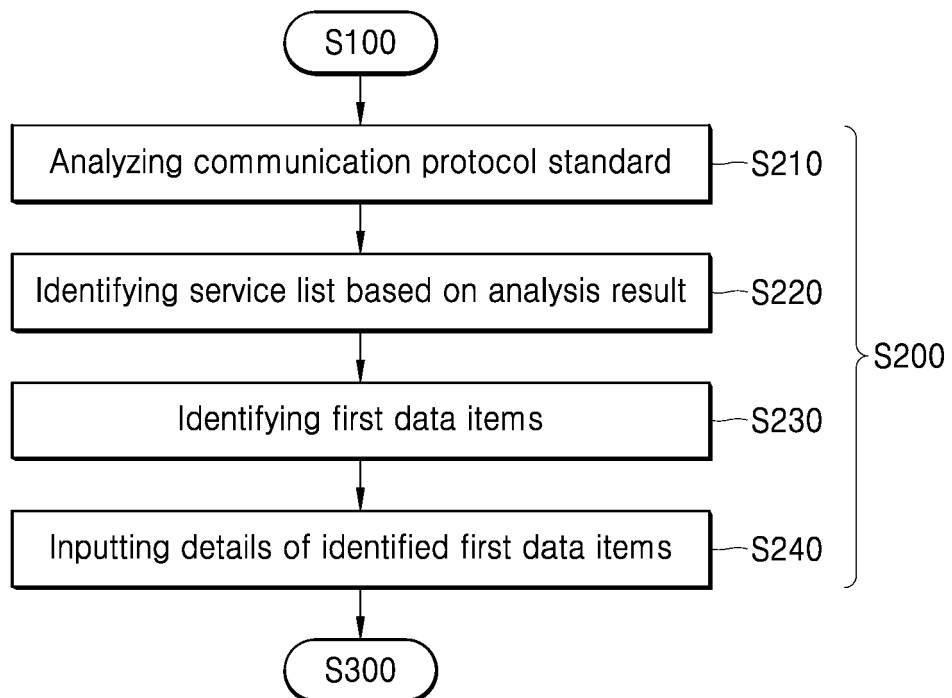 S100
Analyzing communication protocol standard
S210
Identifying service list based on analysis result
S220
S200
Identifying first data items
S230
Inputting details of identified first data items
S240
S300